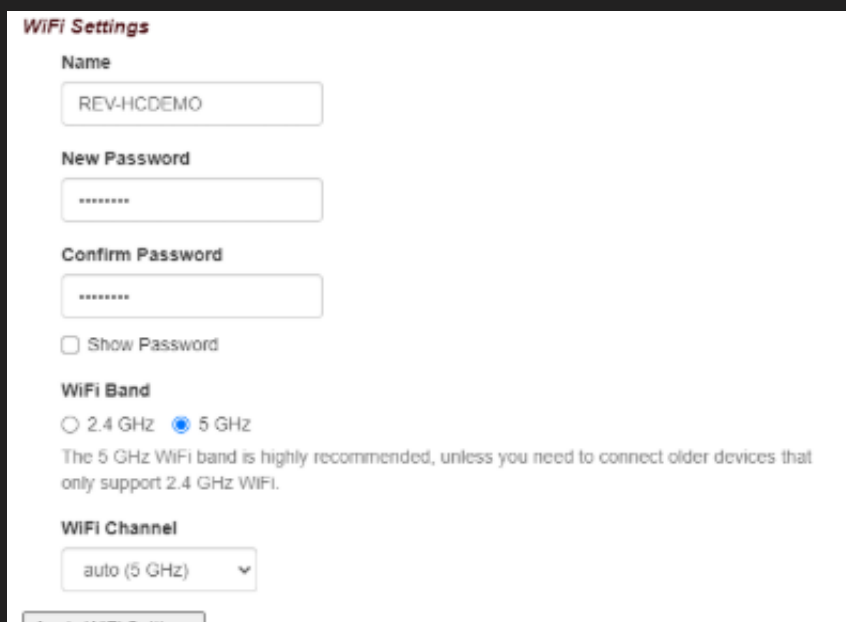 WiFi Settings
Name
REV-HCDEMO
New Password
••••••••
Confirm Password
••••••••
Show Password
WiFi Band
2.4 GHz 5 GHz
The 5 GHz WiFi band is highly recommended, unless you need to connect older devices that
only support 2.4 GHz WiFi.
WiFi Channel
auto (5 GHz)